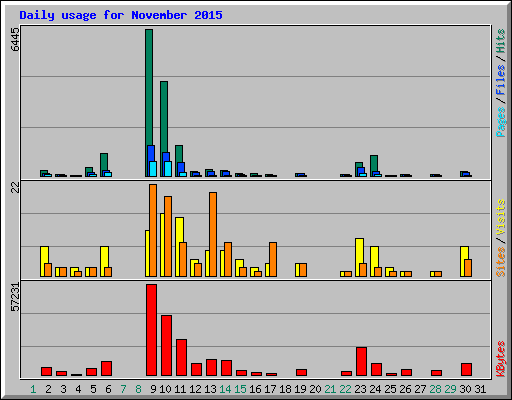 Daily usage for November 2015
6445
Pages / Files / Hits
22
Sites / Visits
57231
KBytes
1 2 3 4 5 6 7 8 9 10 11 12 13 14 15 16 17 18 19 20 21 22 23 24 25 26 27 28 29 30 31